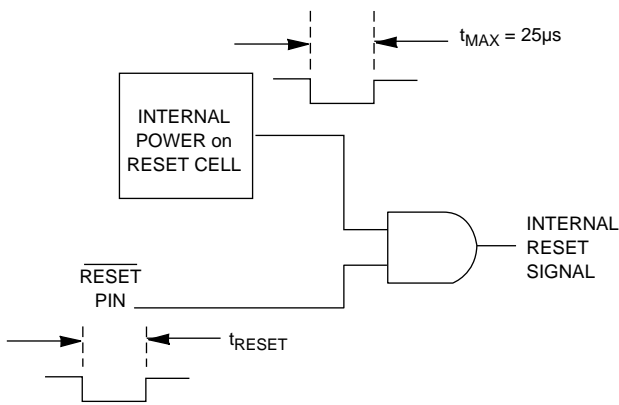 t_MAX = 25µs
INTERNAL
POWER on
RESET CELL
INTERNAL
RESET
SIGNAL
RESET
PIN
t_RESET